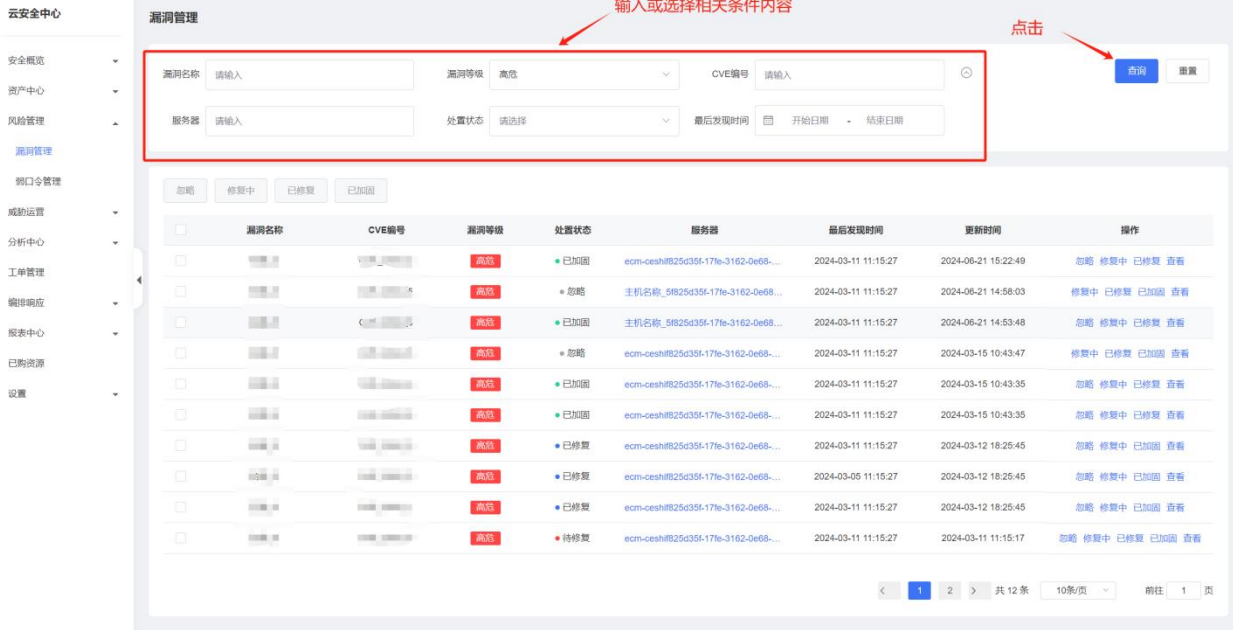 云安全中心
漏洞管理
输入或选择相关条件内容
点击
安全概览
资产中心
风险管理
漏洞管理
弱口令管理
威胁运营
分析中心
工单管理
编排响应
报表中心
已购资源
设置
漏洞名称 请输入 漏洞等级 高危 CVE编号 请输入 查询 重置
服务器 请输入 处置状态 请选择 最后发现时间 开始日期 - 结束日期
忽略 修复中 已修复 已加固
漏洞名称 CVE编号 漏洞等级 处置状态 服务器 最后发现时间 更新时间 操作
高危 已加固 ecm-ceshif825d35f-17fe-3162-0e68-... 2024-03-11 11:15:27 2024-06-21 15:22:49 忽略 修复中 已修复 查看
高危 忽略 主机名称_5f825d35f-17fe-3162-0e68... 2024-03-11 11:15:27 2024-06-21 14:58:03 修复中 已修复 已加固 查看
高危 已加固 主机名称_5f825d35f-17fe-3162-0e68... 2024-03-11 11:15:27 2024-06-21 14:53:48 忽略 修复中 已修复 查看
高危 忽略 ecm-ceshif825d35f-17fe-3162-0e68-... 2024-03-11 11:15:27 2024-03-15 10:43:47 修复中 已修复 已加固 查看
高危 已加固 ecm-ceshif825d35f-17fe-3162-0e68-... 2024-03-11 11:15:27 2024-03-15 10:43:35 忽略 修复中 已修复 查看
高危 已加固 ecm-ceshif825d35f-17fe-3162-0e68-... 2024-03-11 11:15:27 2024-03-15 10:43:35 忽略 修复中 已修复 查看
高危 已修复 ecm-ceshif825d35f-17fe-3162-0e68-... 2024-03-11 11:15:27 2024-03-12 18:25:45 忽略 修复中 已加固 查看
高危 已修复 ecm-ceshif825d35f-17fe-3162-0e68-... 2024-03-05 11:15:27 2024-03-12 18:25:45 忽略 修复中 已加固 查看
高危 已修复 ecm-ceshif825d35f-17fe-3162-0e68-... 2024-03-11 11:15:27 2024-03-12 18:25:45 忽略 修复中 已加固 查看
高危 待修复 ecm-ceshif825d35f-17fe-3162-0e68-... 2024-03-11 11:15:27 2024-03-11 11:15:17 忽略 修复中 已修复 已加固 查看
< 1 2 > 共 12 条 10条/页 前往 1 页